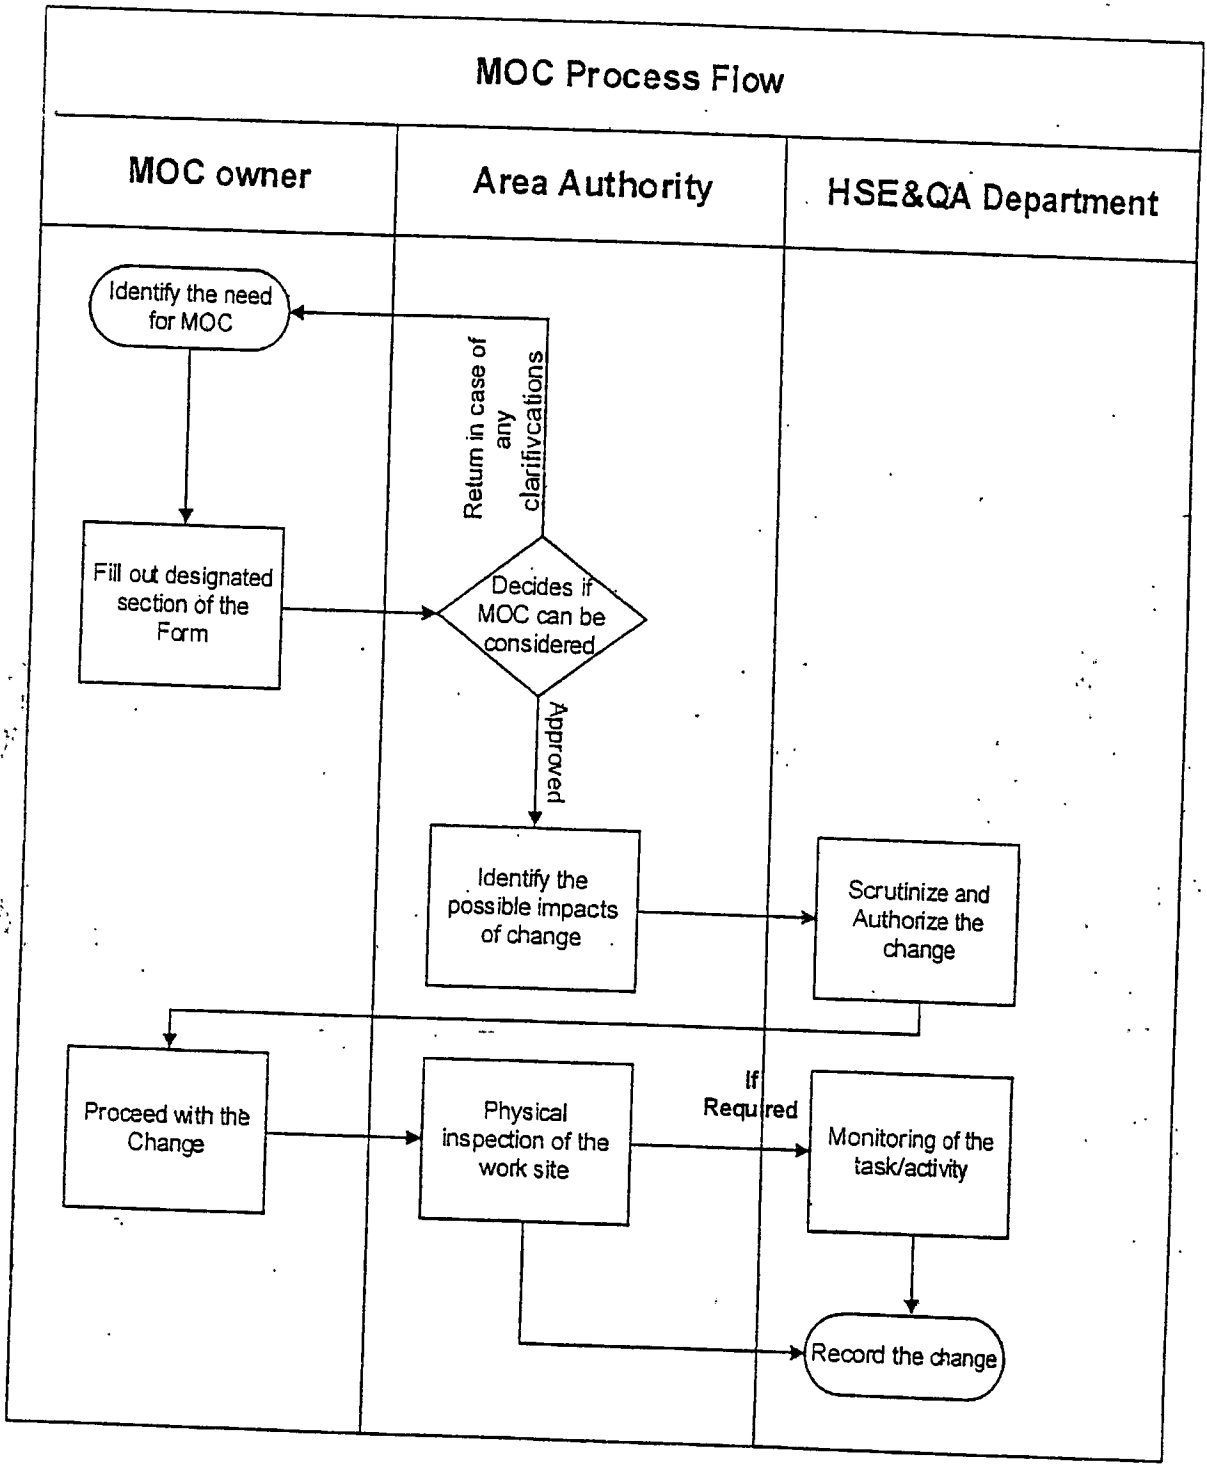 MOC Process Flow
MOC owner
Area Authority
HSE&QA Department
Identify the need
for MOC
Return in case of
any
clarifivcations
Fill out designated
section of the
Form
Decides if
MOC can be
considered
Approved
Identify the
possible impacts
of change
Scrutinize and
Authorize the
change
Proceed with the
Change
Physical
inspection of the
work site
If
Required
Monitoring of the
task/activity
Record the change